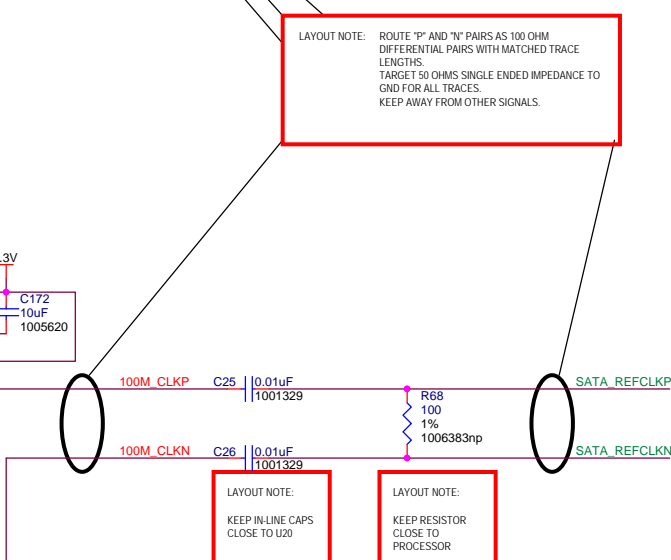 LAYOUT NOTE: ROUTE "P" AND "N" PAIRS AS 100 OHM
DIFFERENTIAL PAIRS WITH MATCHED TRACE
LENGTHS.
TARGET 50 OHMS SINGLE ENDED IMPEDANCE TO
GND FOR ALL TRACES.
KEEP AWAY FROM OTHER SIGNALS.
.3V
C172
10uF
1005620
100M_CLKP
C25
0.01uF
1001329
SATA_REFCLKP
R68
100
1%
1006383np
100M_CLKN
C26
0.01uF
1001329
SATA_REFCLKN
LAYOUT NOTE:
KEEP IN-LINE CAPS
CLOSE TO U20
LAYOUT NOTE:
KEEP RESISTOR
CLOSE TO
PROCESSOR